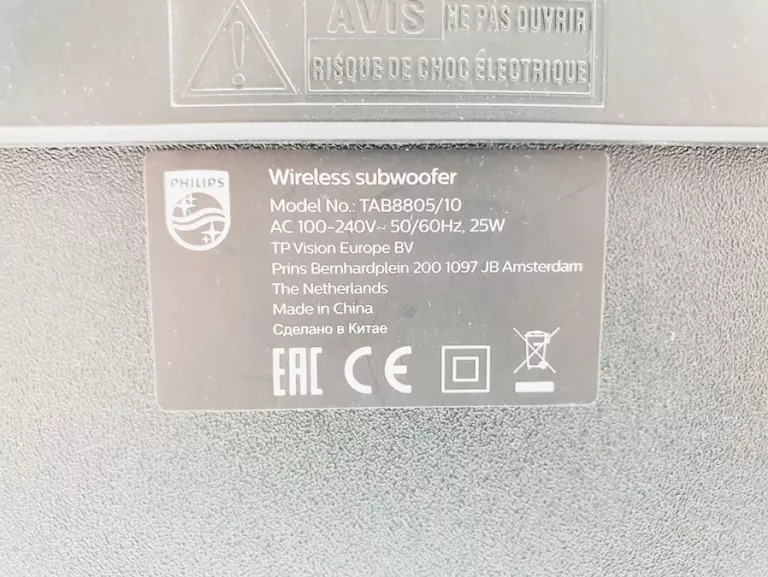 AVIS NE PAS OUVRIR
RISQUE DE CHOC ÉLECTRIQUE
PHILIPS
Wireless subwoofer
Model No.: TAB8805/10
AC 100-240V~ 50/60Hz, 25W
TP Vision Europe BV
Prins Bernhardplein 200 1097 JB Amsterdam
The Netherlands
Made in China
Сделано в Китае
EAC CE